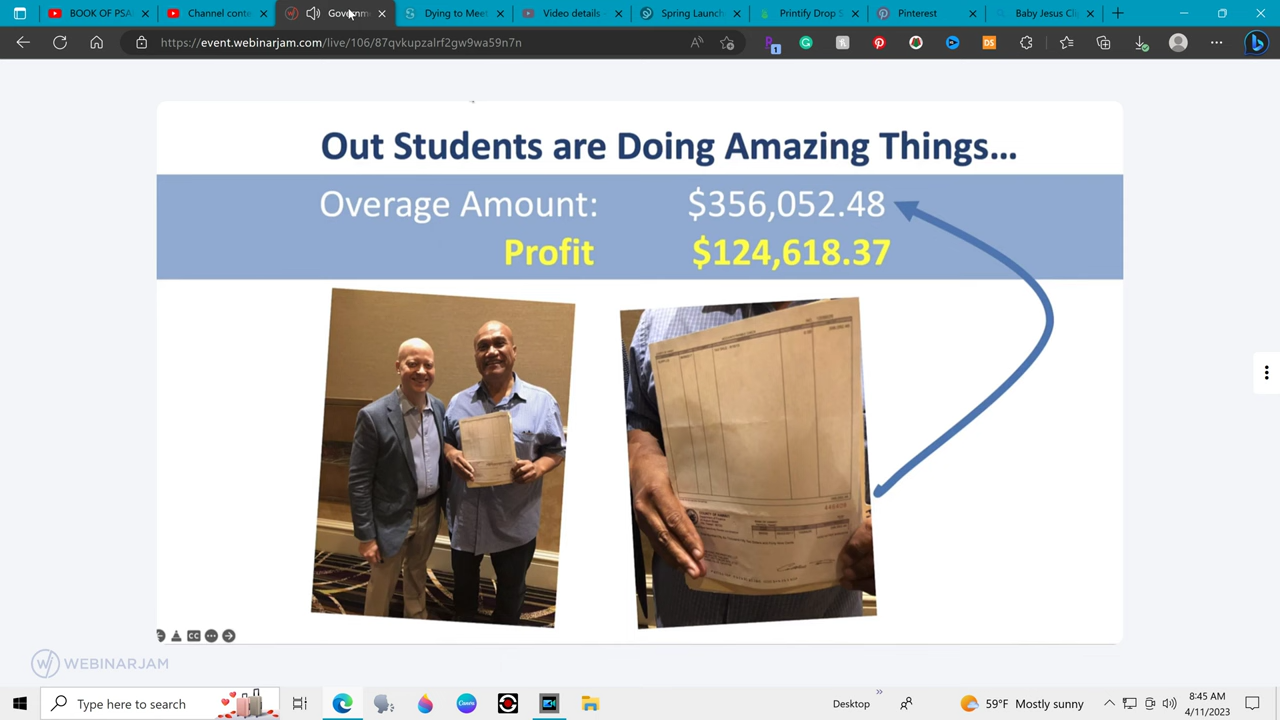 BOOK OF PSA
Channel conte
Governm
Dying to Meet
Video details -
Spring Launch
Printify Drop S
Pinterest
Baby Jesus Cli
https://event.webinarjam.com/live/106/87qvkupzalrf2gw9wa59n7n
Out Students are Doing Amazing Things...
Overage Amount: $356,052.48
Profit $124,618.37
CC
WEBINARJAM
Type here to search
Canva
Desktop
59°F Mostly sunny
8:45 AM
4/11/2023